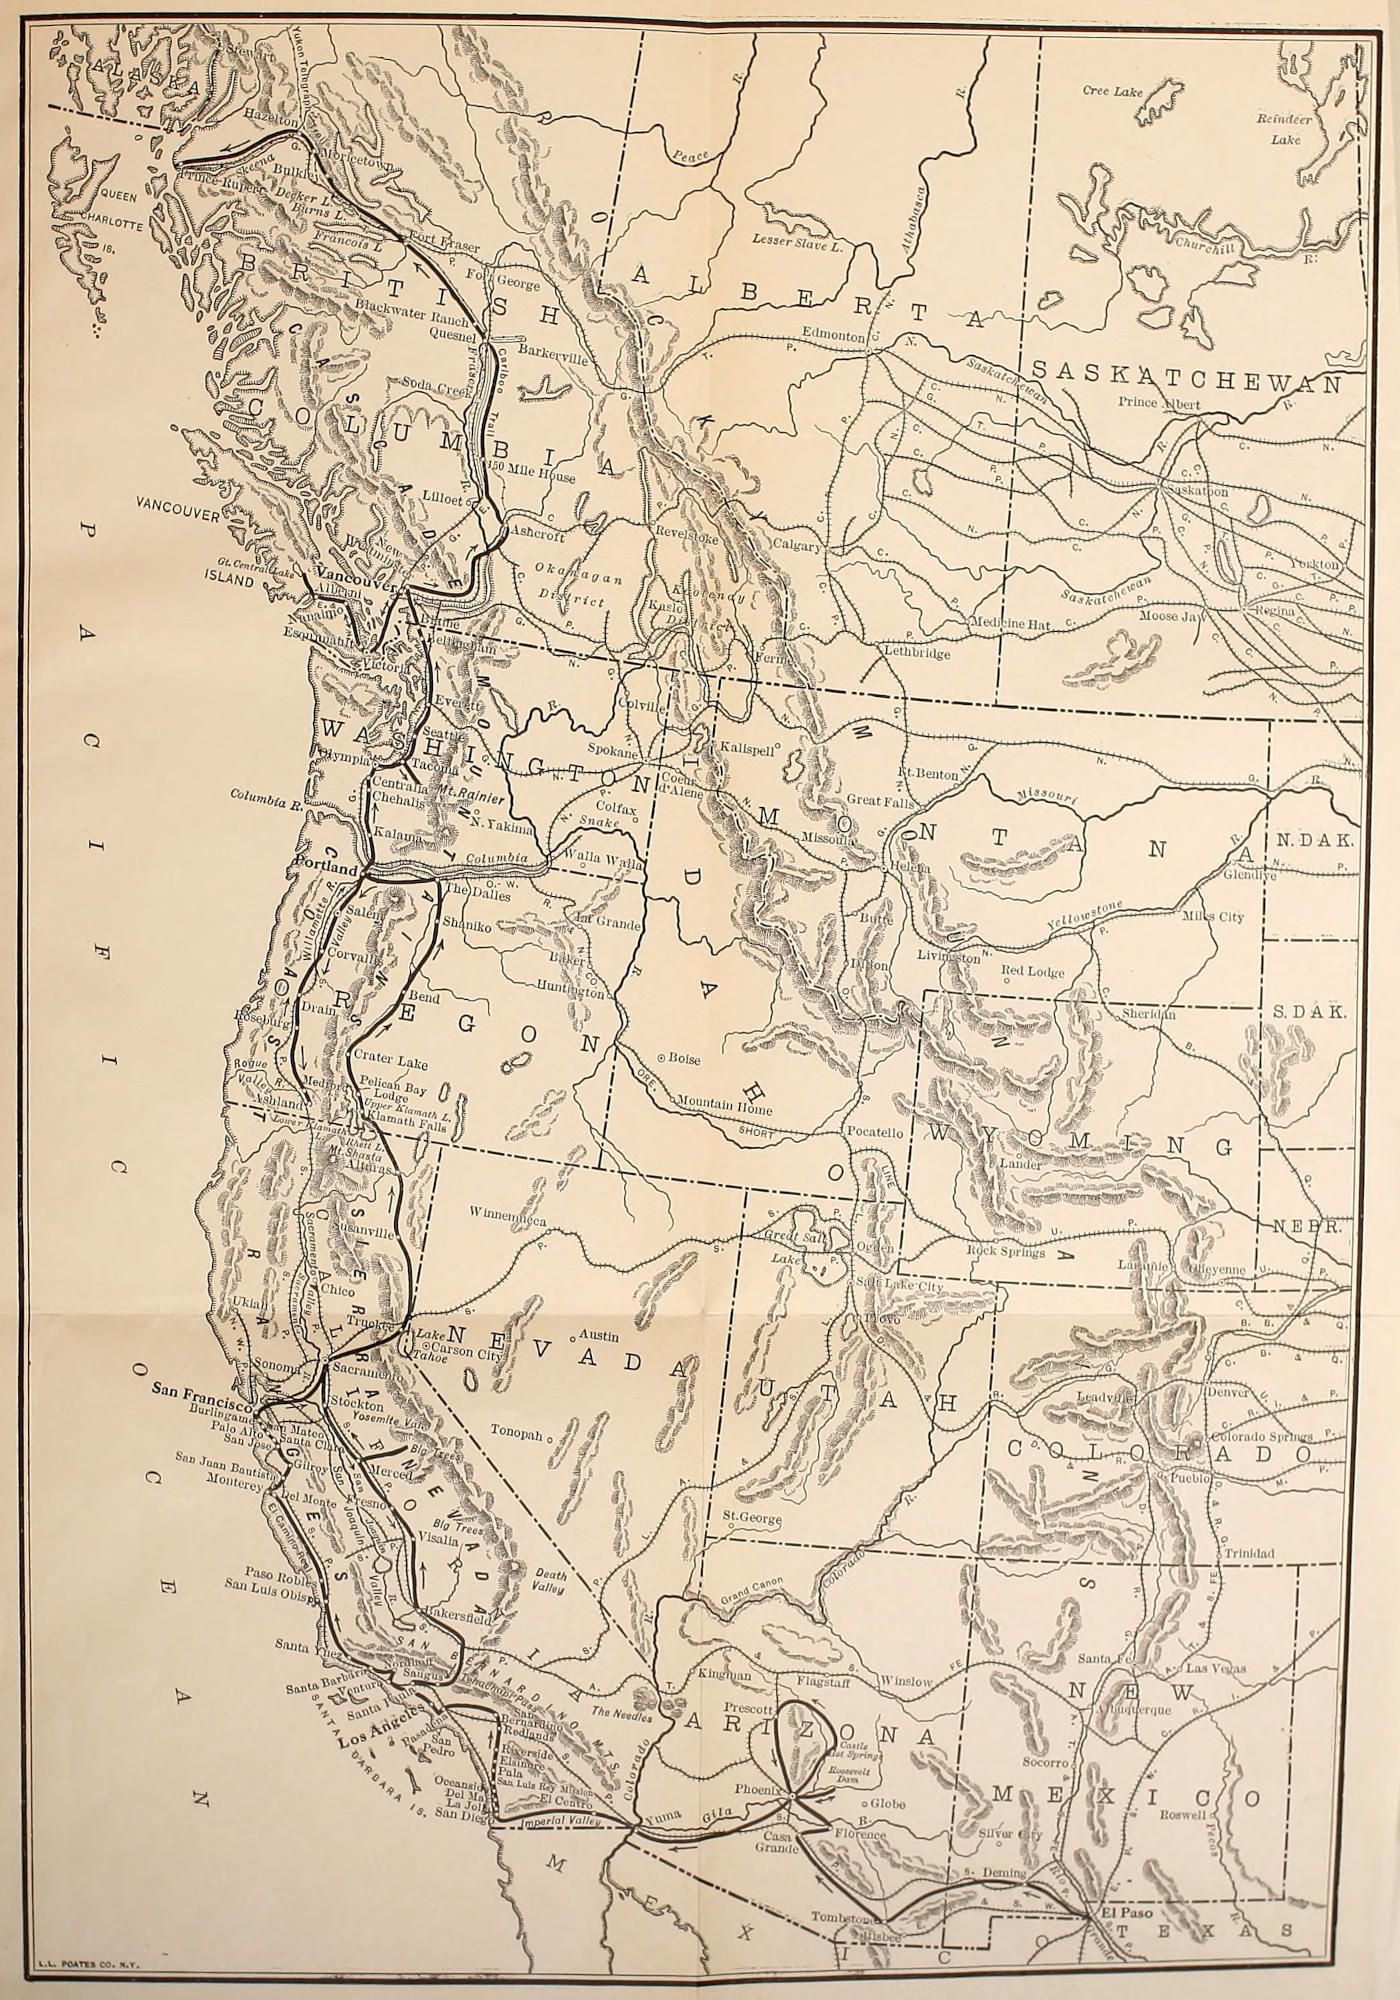 ALASKA
Stewart
Yukon Telegraph Trail
Hazelton
Moricetown
Skeena
Bulkley
Prince Rupert
Decker L.
Burns L.
Francois L.
Fort Fraser
Fort George
QUEEN
CHARLOTTE
IS.
Peace
R.
Athabasca
R.
Lesser Slave L.
Cree Lake
Reindeer
Lake
Churchill
R.
BRITISH
COLUMBIA
ALBERTA
SASKATCHEWAN
ROCKY
MOUNTAINS
CASCADE
Blackwater Ranch
Quesnel
Barkerville
Fraser
Cariboo Trail
Soda Creek
150 Mile House
Lilloet
Ashcroft
Edmonton
Saskatchewan
Prince Albert
Saskatoon
Revelstoke
Calgary
Okanagan
District
Kootenay
District
Kaslo
Yorkton
Regina
Moose Jaw
Saskatchewan
Medicine Hat
Lethbridge
Fernie
VANCOUVER
ISLAND
Gt. Central Lake
Alberni
Nanaimo
Esquimault
Victoria
New
Westminster
Vancouver
Blaine
Bellingham
Everett
Seattle
Tacoma
Olympia
WASHINGTON
Centralia
Chehalis
Mt. Rainier
Kalama
N. Yakima
Columbia R.
Columbia
Portland
The Dalles
Colville
Spokane
Coeur
d'Alene
Colfax
Snake
Walla Walla
Kalispell
Missoula
Great Falls
Ft. Benton
Missouri
Helena
MONTANA
Butte
Dillon
Livingston
Red Lodge
Yellowstone
Miles City
Glendive
N. DAK.
S. DAK.
NEBR.
IDAHO
Salem
Willamette R.
Valley
Corvallis
Shaniko
La Grande
Baker
Huntington
Bend
Drain
Roseburg
OREGON
Rogue
R.
Valley
Medford
Ashland
Crater Lake
Pelican Bay
Lodge
Upper Klamath L.
Klamath Falls
Lower Klamath
Rhett L.
Boise
Mountain Home
ORE.
SHORT
LINE
Pocatello
Sheridan
WYOMING
Lander
Rock Springs
Laramie
Cheyenne
Mt. Shasta
Alturas
Susanville
COAST RANGE
SIERRA NEVADA
CALIFORNIA
Sacramento Valley
Chico
Ukiah
Truckee
Lake
Tahoe
Carson City
Winnemucca
Austin
NEVADA
Tonopah
Great Salt
Lake
Ogden
Salt Lake City
Provo
UTAH
St. George
Sonoma
Sacramento
San Francisco
Stockton
Burlingame
San Mateo
Palo Alto
Santa Clara
San Jose
Yosemite Val.
Big Trees
San Juan Bautista
Gilroy
Merced
Monterey
Del Monte
Fresno
San Joaquin
Valley
El Camino Real
Big Trees
Visalia
Death
Valley
Paso Robles
San Luis Obispo
Bakersfield
Santa Ynez
Nordhoff
Saugus
Santa Barbara
Ventura
Santa Paula
Tehachapi Pass
SAN BERNARDINO MTS.
SANTA BARBARA IS.
Los Angeles
Pasadena
San
Pedro
San
Bernardino
Redlands
Riverside
Elsinore
Pala
San Luis Rey Mission
Oceanside
Del Mar
La Jolla
San Diego
El Centro
Imperial Valley
The Needles
Colorado
R.
Grand Canon
Colorado
R.
COLORADO
Leadville
Denver
Colorado Springs
Pueblo
Trinidad
ARIZONA
Kingman
Flagstaff
Winslow
Prescott
Castle
Hot Springs
Roosevelt
Dam
Phoenix
Globe
Yuma
Gila
R.
Casa
Grande
Florence
Tombstone
Bisbee
NEW
MEXICO
Santa Fe
Las Vegas
Albuquerque
Socorro
Roswell
Pecos
R.
Silver City
Deming
Rio
Grande
El Paso
TEXAS
MEXICO
PACIFIC OCEAN
L.L. POATES CO. N.Y.